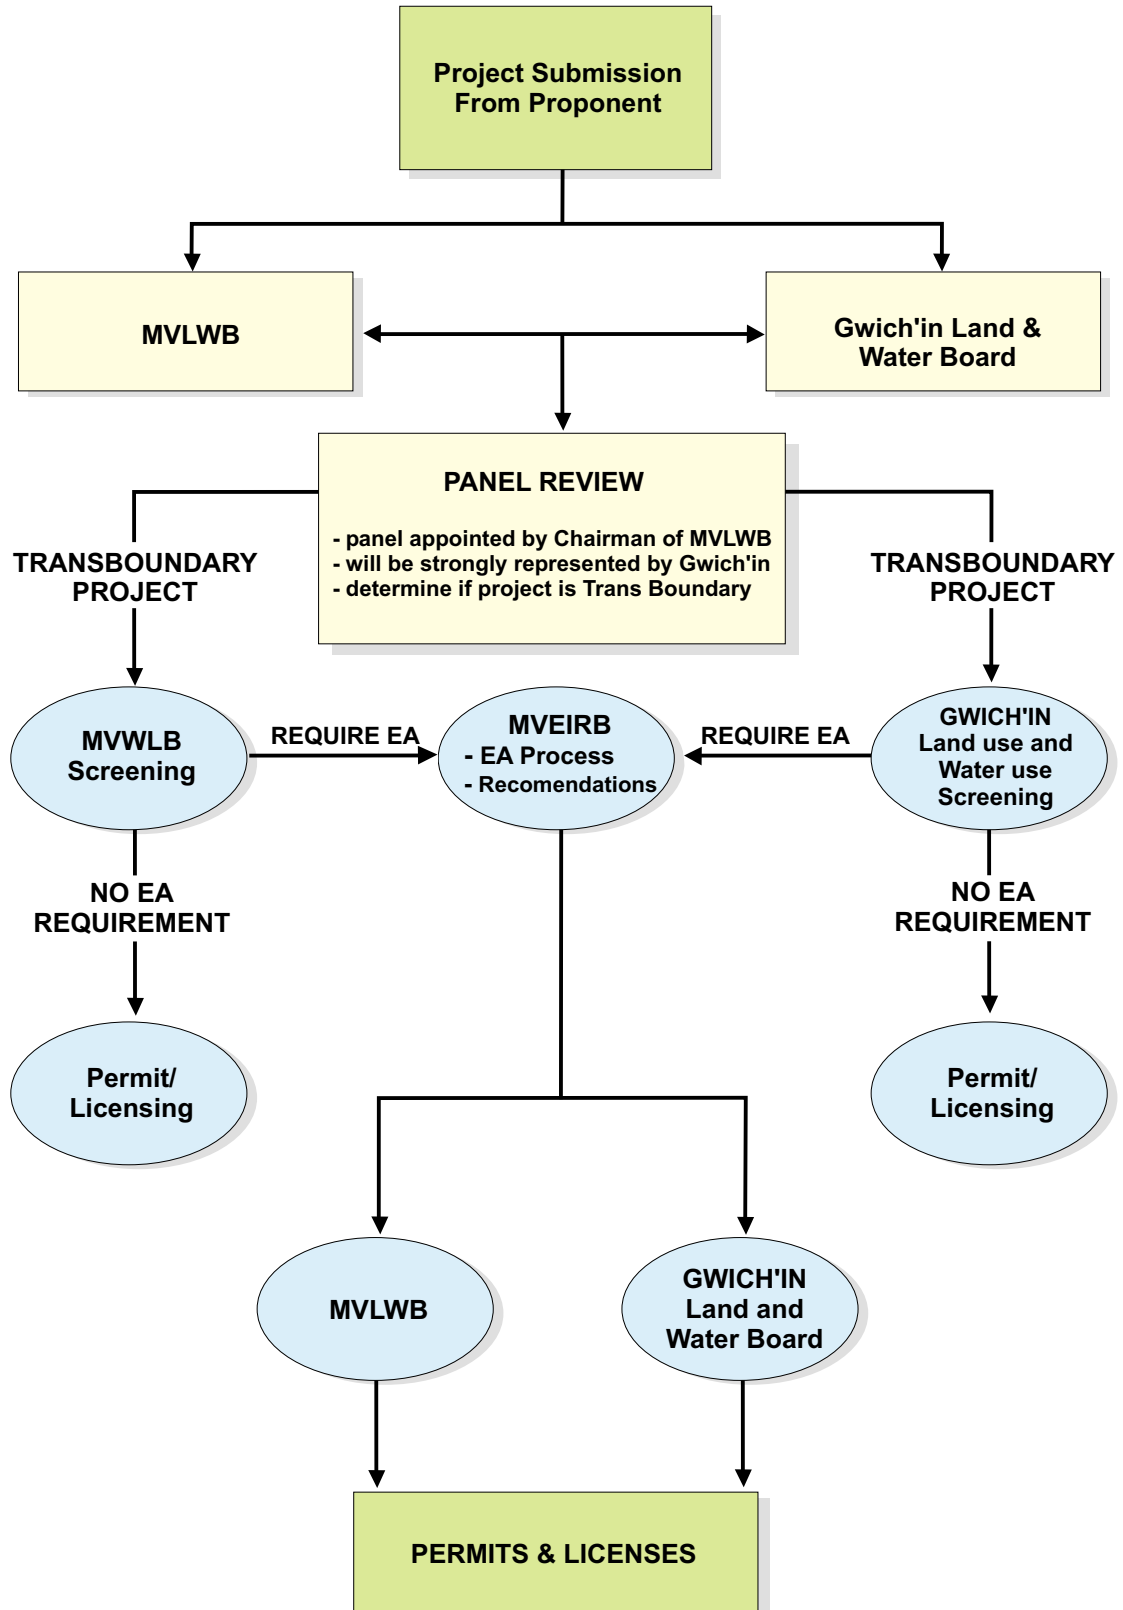 Project Submission
From Proponent
MVLWB
Gwich'in Land &
Water Board
PANEL REVIEW
- panel appointed by Chairman of MVLWB
- will be strongly represented by Gwich'in
- determine if project is Trans Boundary
TRANSBOUNDARY
PROJECT
TRANSBOUNDARY
PROJECT
MVWLB
Screening
REQUIRE EA
MVEIRB
- EA Process
- Recomendations
REQUIRE EA
GWICH'IN
Land use and
Water use
Screening
NO EA
REQUIREMENT
NO EA
REQUIREMENT
Permit/
Licensing
Permit/
Licensing
MVLWB
GWICH'IN
Land and
Water Board
PERMITS & LICENSES